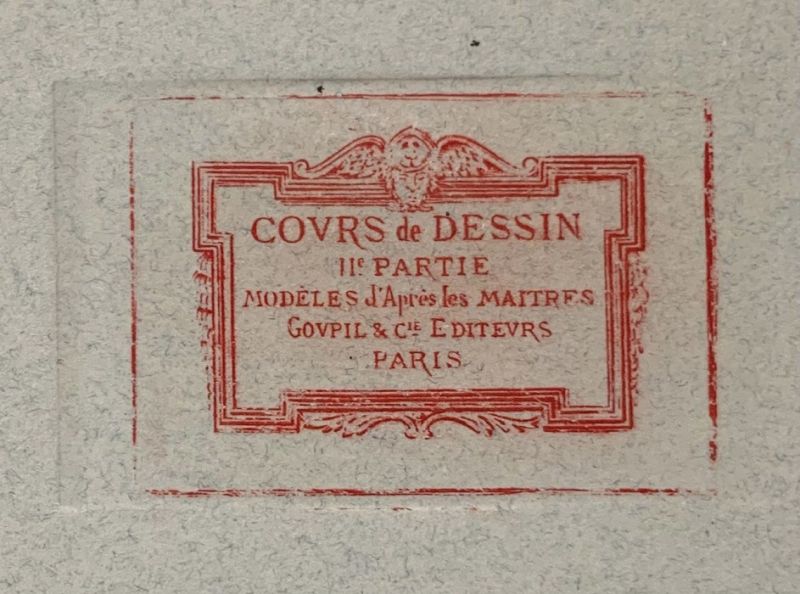 COVRS de DESSIN
IIe PARTIE
MODÈLES d'Après les MAITRES
GOVPIL & CIE EDITEVRS
PARIS